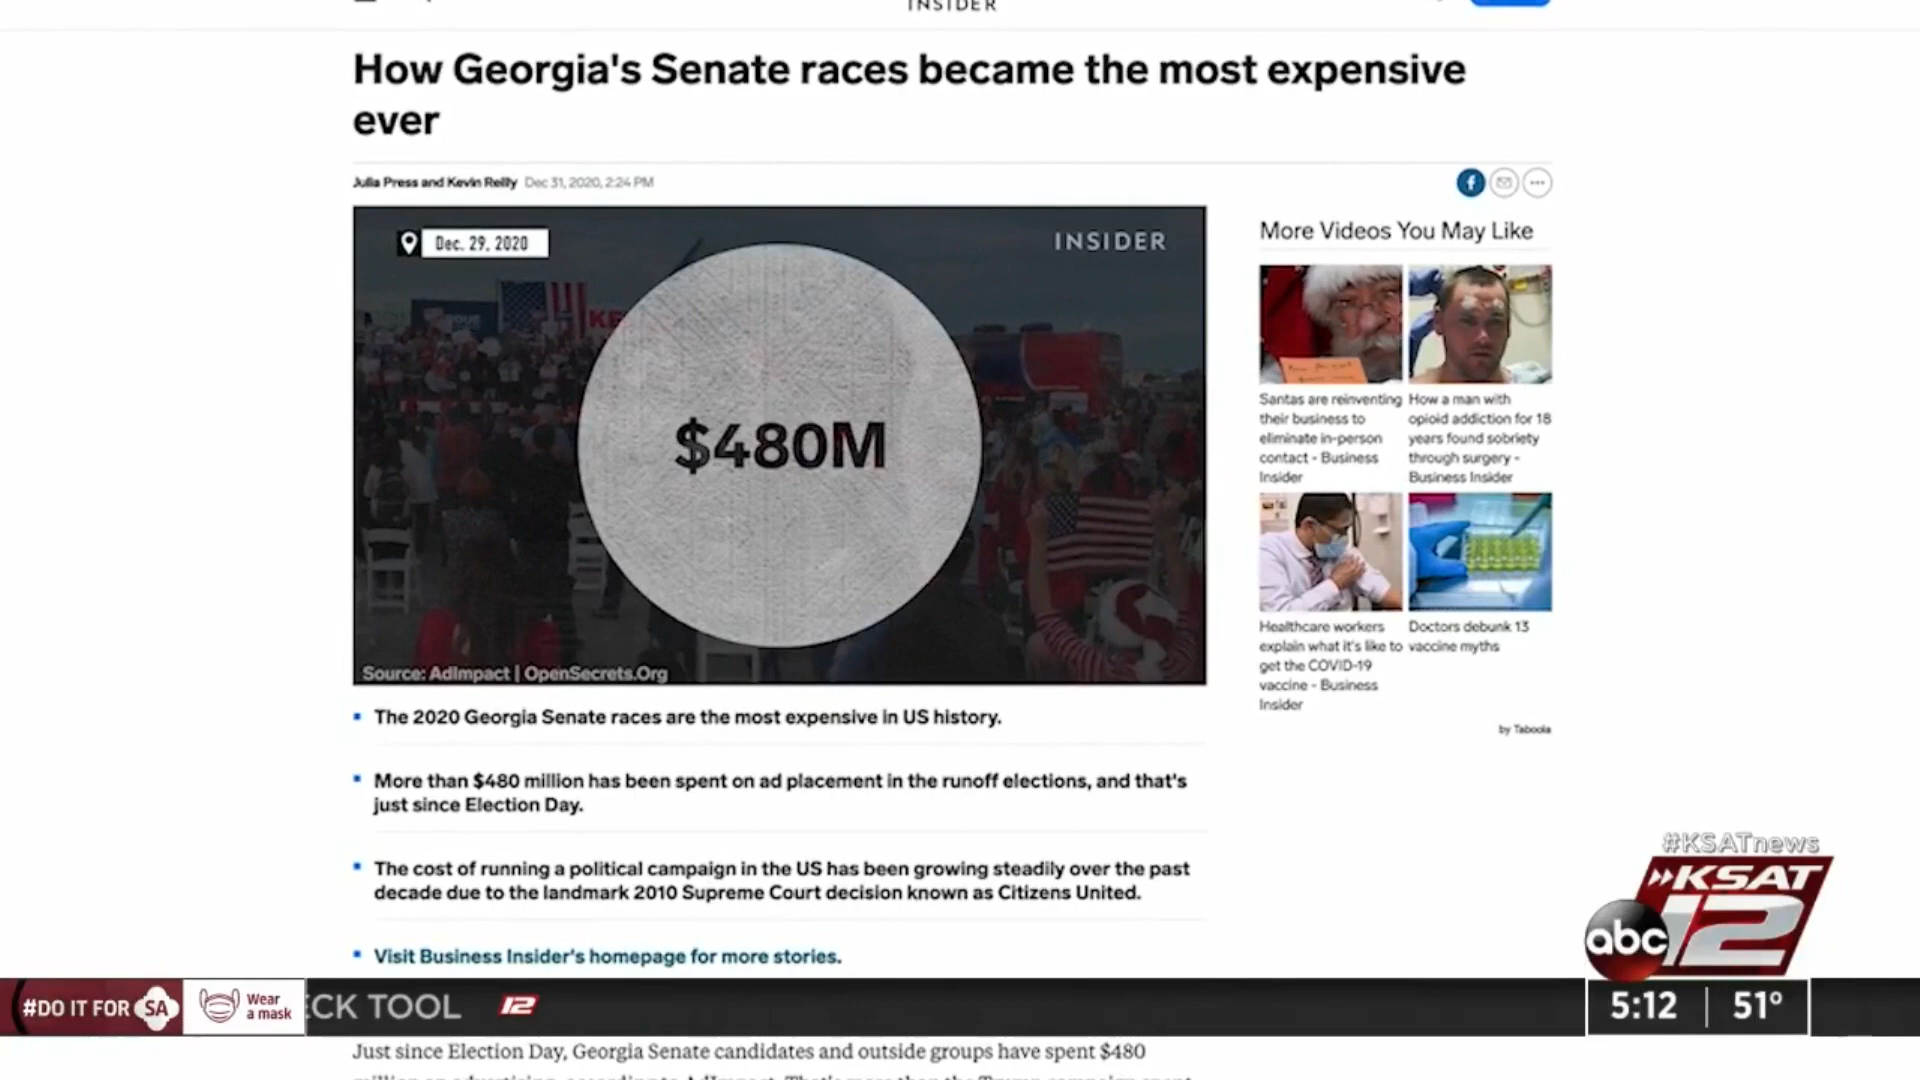 INSIDER
How Georgia's Senate races became the most expensive
ever
Julia Press and Kevin Reilly Dec 31, 2020, 2:24 PM
Dec. 29, 2020
INSIDER
$480M
Source: AdImpact | OpenSecrets.Org
More Videos You May Like
Santas are reinventing
their business to
eliminate in-person
contact - Business
Insider
How a man with
opioid addiction for 18
years found sobriety
through surgery -
Business Insider
Healthcare workers
explain what it's like to
get the COVID-19
vaccine - Business
Insider
Doctors debunk 13
vaccine myths
by Taboola
The 2020 Georgia Senate races are the most expensive in US history.
More than $480 million has been spent on ad placement in the runoff elections, and that's
just since Election Day.
The cost of running a political campaign in the US has been growing steadily over the past
decade due to the landmark 2010 Supreme Court decision known as Citizens United.
Visit Business Insider's homepage for more stories.
#KSATnews
KSAT
12
abc
#DO IT FOR SA
Wear
a mask
ECK TOOL
12
5:12 51°
Just since Election Day, Georgia Senate candidates and outside groups have spent $480